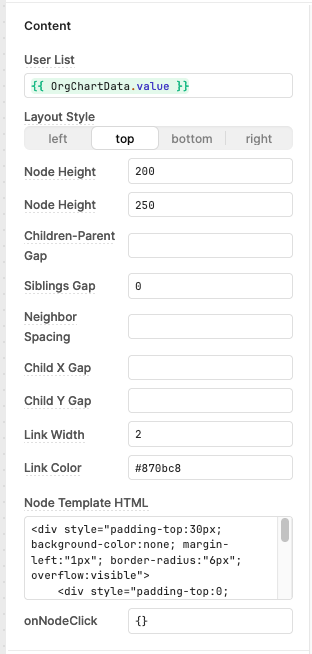 Content
User List
{{ OrgChartData.value }}
Layout Style
left top bottom right
Node Height 200
Node Height 250
Children-Parent
Gap
Siblings Gap 0
Neighbor
Spacing
Child X Gap
Child Y Gap
Link Width 2
Link Color #870bc8
Node Template HTML
<div style="padding-top:30px;
background-color:none; margin-
left:"1px"; border-radius:"6px";
overflow:visible">
<div style="padding-top:0;
onNodeClick {}